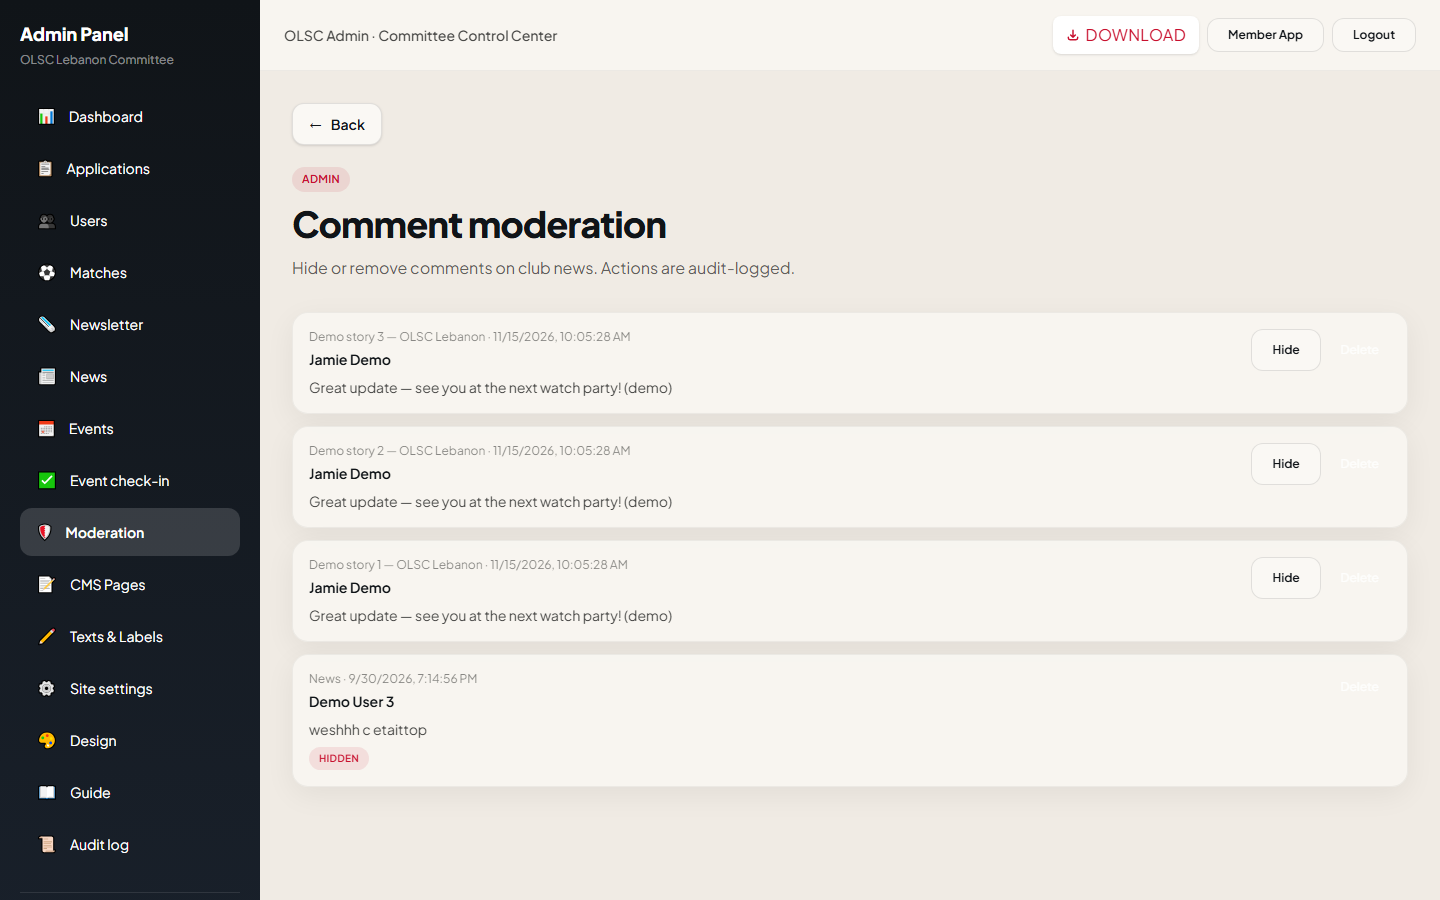 Admin Panel
OLSC Lebanon Committee
Dashboard
Applications
Users
Matches
Newsletter
News
Events
Event check-in
Moderation
CMS Pages
Texts & Labels
Site settings
Design
Guide
Audit log
OLSC Admin · Committee Control Center
DOWNLOAD
Member App
Logout
← Back
ADMIN
Comment moderation
Hide or remove comments on club news. Actions are audit-logged.
Demo story 3 — OLSC Lebanon · 11/15/2026, 10:05:28 AM
Jamie Demo
Great update — see you at the next watch party! (demo)
Hide
Delete
Demo story 2 — OLSC Lebanon · 11/15/2026, 10:05:28 AM
Jamie Demo
Great update — see you at the next watch party! (demo)
Hide
Delete
Demo story 1 — OLSC Lebanon · 11/15/2026, 10:05:28 AM
Jamie Demo
Great update — see you at the next watch party! (demo)
Hide
Delete
News · 9/30/2026, 7:14:56 PM
Demo User 3
weshhh c etaittop
HIDDEN
Delete